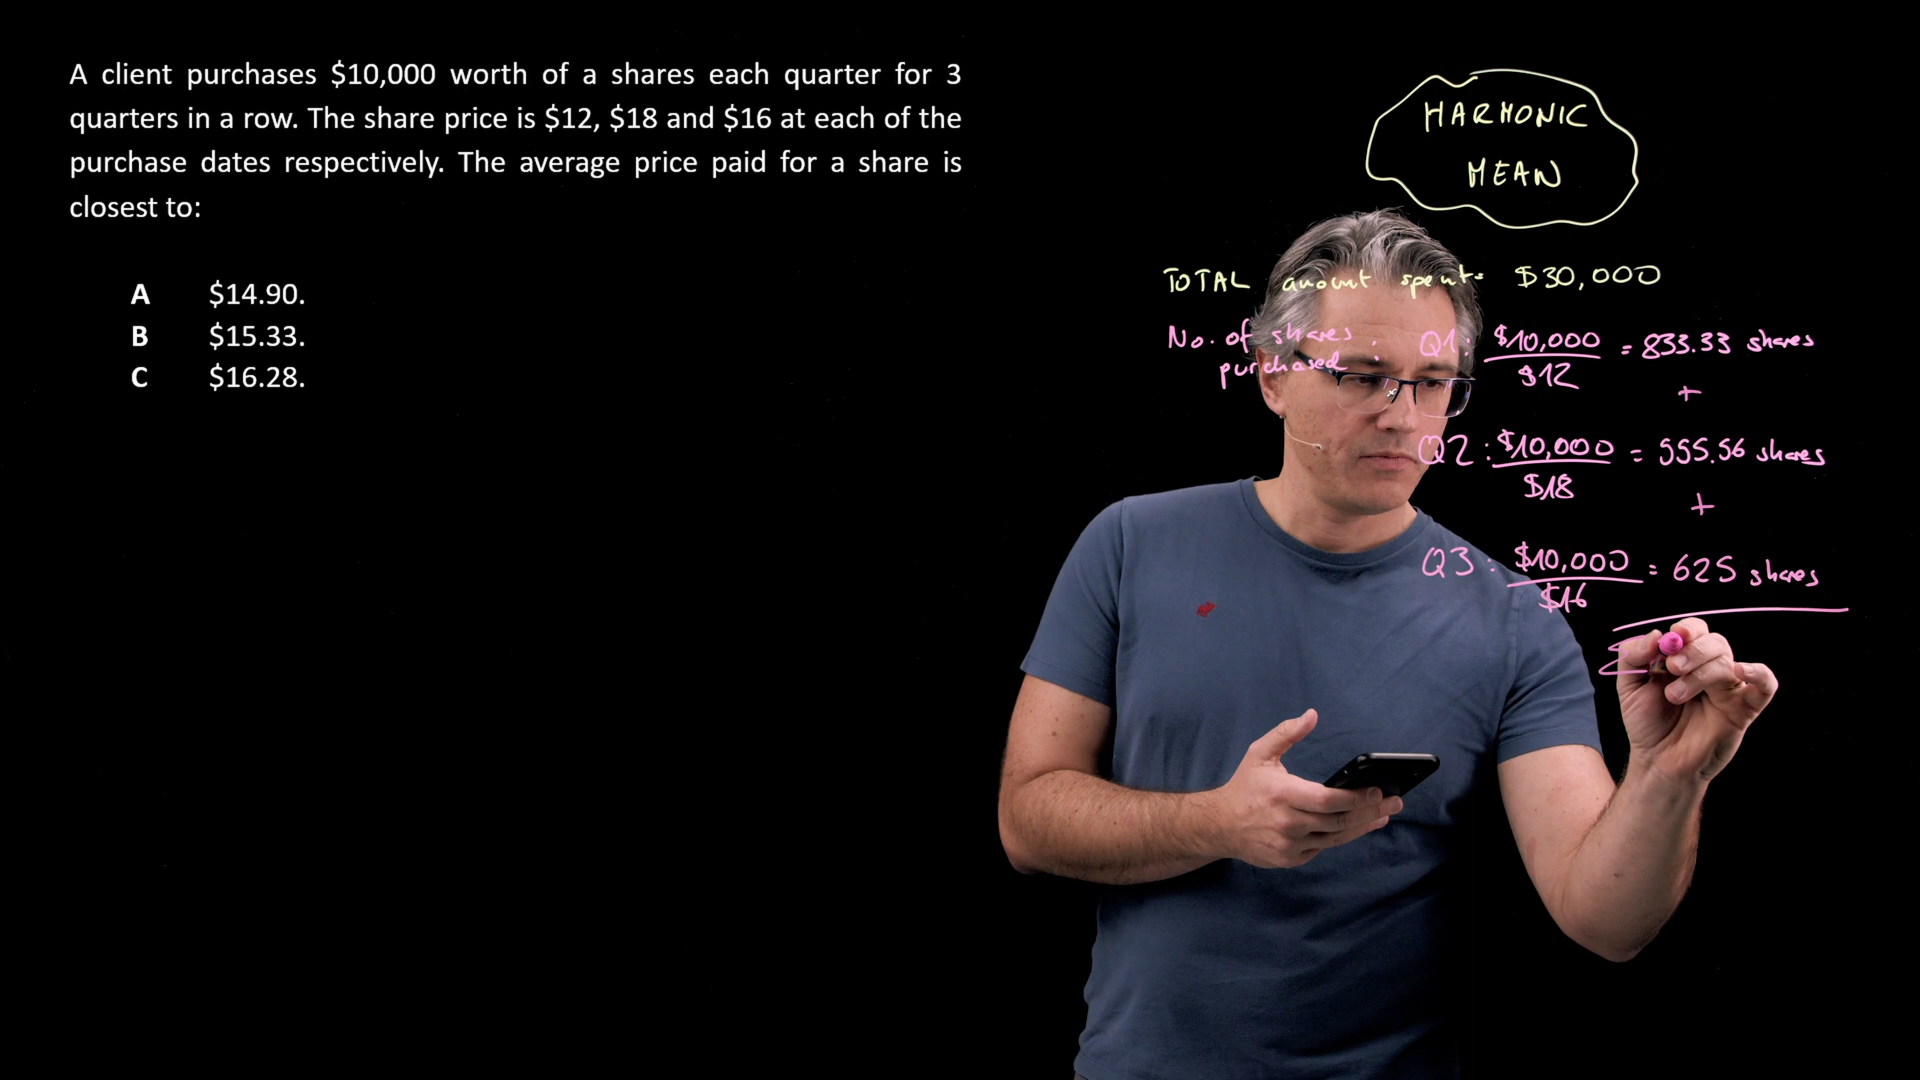 A client purchases $10,000 worth of a shares each quarter for 3
quarters in a row. The share price is $12, $18 and $16 at each of the
purchase dates respectively. The average price paid for a share is
closest to:
A $14.90.
B $15.33.
C $16.28.
HARMONIC
MEAN
TOTAL amount spent: $30,000
No. of shares
purchased :
Q1: $10,000 = 833.33 shares
$12
+
Q2: $10,000 = 555.56 shares
$18
+
Q3: $10,000 = 625 shares
$16